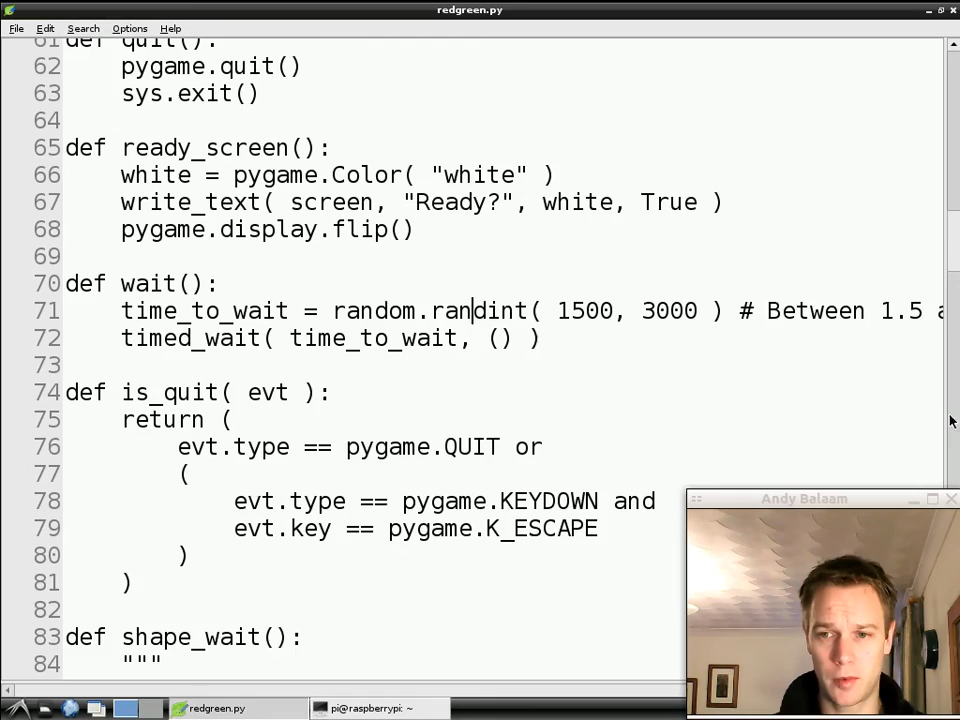 redgreen.py
File Edit Search Options Help
61 def quit():
62 pygame.quit()
63 sys.exit()
64
65 def ready_screen():
66 white = pygame.Color( "white" )
67 write_text( screen, "Ready?", white, True )
68 pygame.display.flip()
69
70 def wait():
71 time_to_wait = random.randint( 1500, 3000 ) # Between 1.5 a
72 timed_wait( time_to_wait, () )
73
74 def is_quit( evt ):
75 return (
76 evt.type == pygame.QUIT or
77 (
78 evt.type == pygame.KEYDOWN and
79 evt.key == pygame.K_ESCAPE
80 )
81 )
82
83 def shape_wait():
84 """
Andy Balaam
redgreen.py
pi@raspberrypi: ~